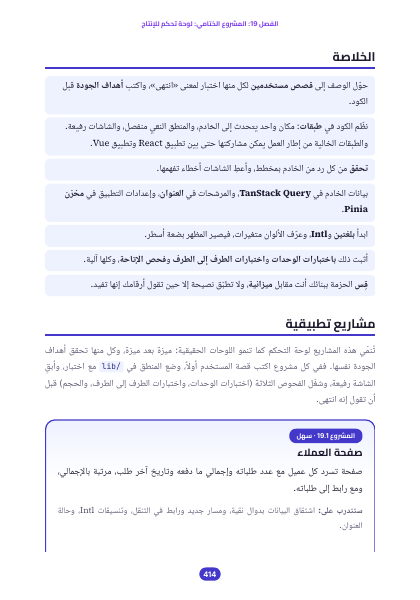 الفصل 19: المشروع الختامي: لوحة تحكم للإنتاج
الخلاصة
حوّل الوصف إلى قصص مستخدمين لكل منها اختبار لمعنى «انتهى»، واكتب أهداف الجودة قبل
الكود.
نظّم الكود في طبقات: مكان واحد يتحدث إلى الخادم، والمنطق النقي منفصل، والشاشات رفيعة.
والطبقات الخالية من إطار العمل يمكن مشاركتها حتى بين تطبيق React وتطبيق Vue.
تحقق من كل رد من الخادم بمخطط، وأعطِ الشاشات أخطاء تفهمها.
بيانات الخادم في TanStack Query، والمرشحات في العنوان، وإعدادات التطبيق في مخزن
Pinia.
ابدأ بلغتين وIntl، وعرّف الألوان متغيرات، فيصير المظهر بضعة أسطر.
أثبت ذلك باختبارات الوحدات واختبارات الطرف إلى الطرف وفحص الإتاحة، وكلها آلية.
قِس الحزمة ببنائك أنت مقابل ميزانية، ولا تطبّق نصيحة إلا حين تقول أرقامك إنها تفيد.
مشاريع تطبيقية
تُنمّي هذه المشاريع لوحة التحكم كما تنمو اللوحات الحقيقية: ميزة بعد ميزة، وكل منها تحقق أهداف
الجودة نفسها. ففي كل مشروع اكتب قصة المستخدم أولاً، وضع المنطق في lib/ مع اختبار، وأبقِ
الشاشة رفيعة، وشغّل الفحوص الثلاثة (اختبارات الوحدات، واختبارات الطرف إلى الطرف، والحجم) قبل
أن تقول إنه انتهى.
المشروع 19.1 · سهل
صفحة العملاء
صفحة تسرد كل عميل مع عدد طلباته وإجمالي ما دفعه وتاريخ آخر طلب، مرتبة بالإجمالي،
ومع رابط إلى طلباته.
ستتدرب على: اشتقاق البيانات بدوال نقية، ومسار جديد ورابط في التنقل، وتنسيقات Intl، وحالة
العنوان.
414